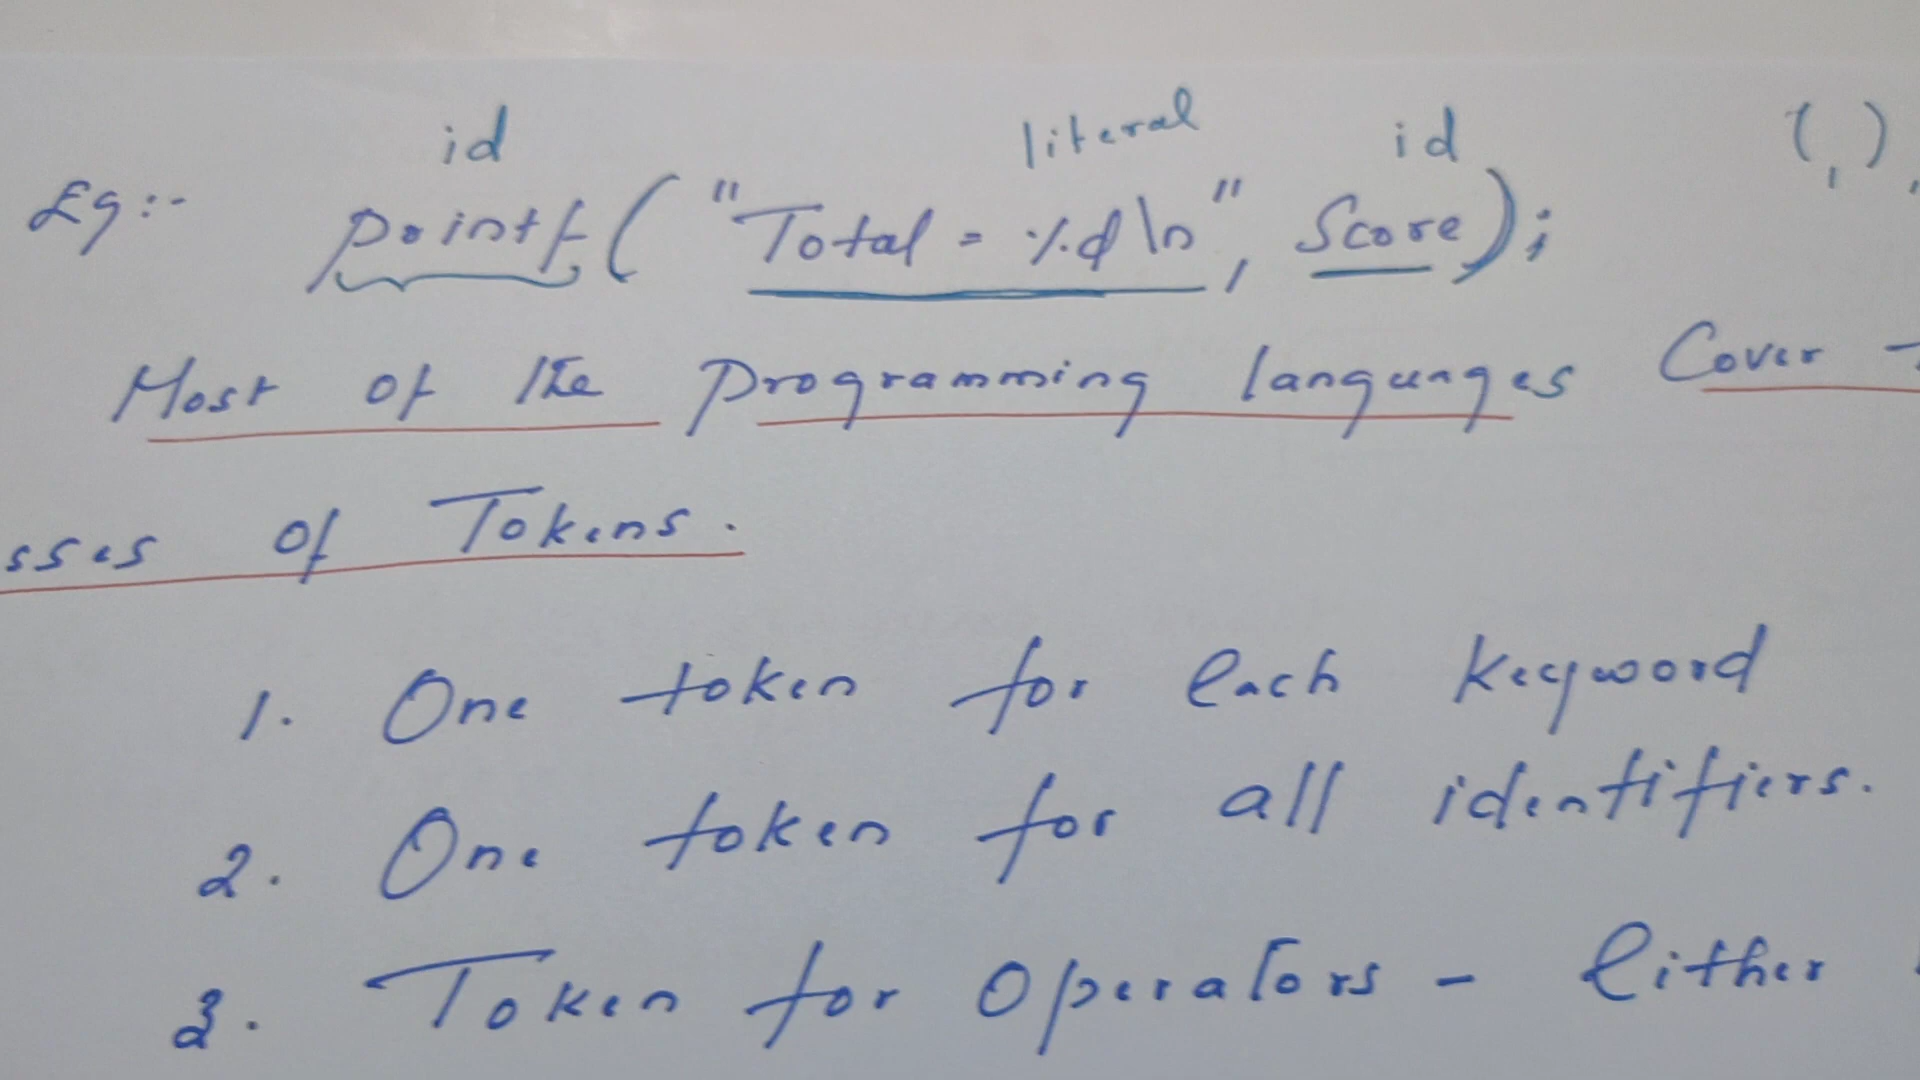 id literal id ( , ) ,
Eg:- printf ( "Total = %d\n", Score);
Most of the Programming languages Cover
sses of Tokens.
1. One token for each keyword
2. One token for all identifiers.
3. Token for Operators - Either